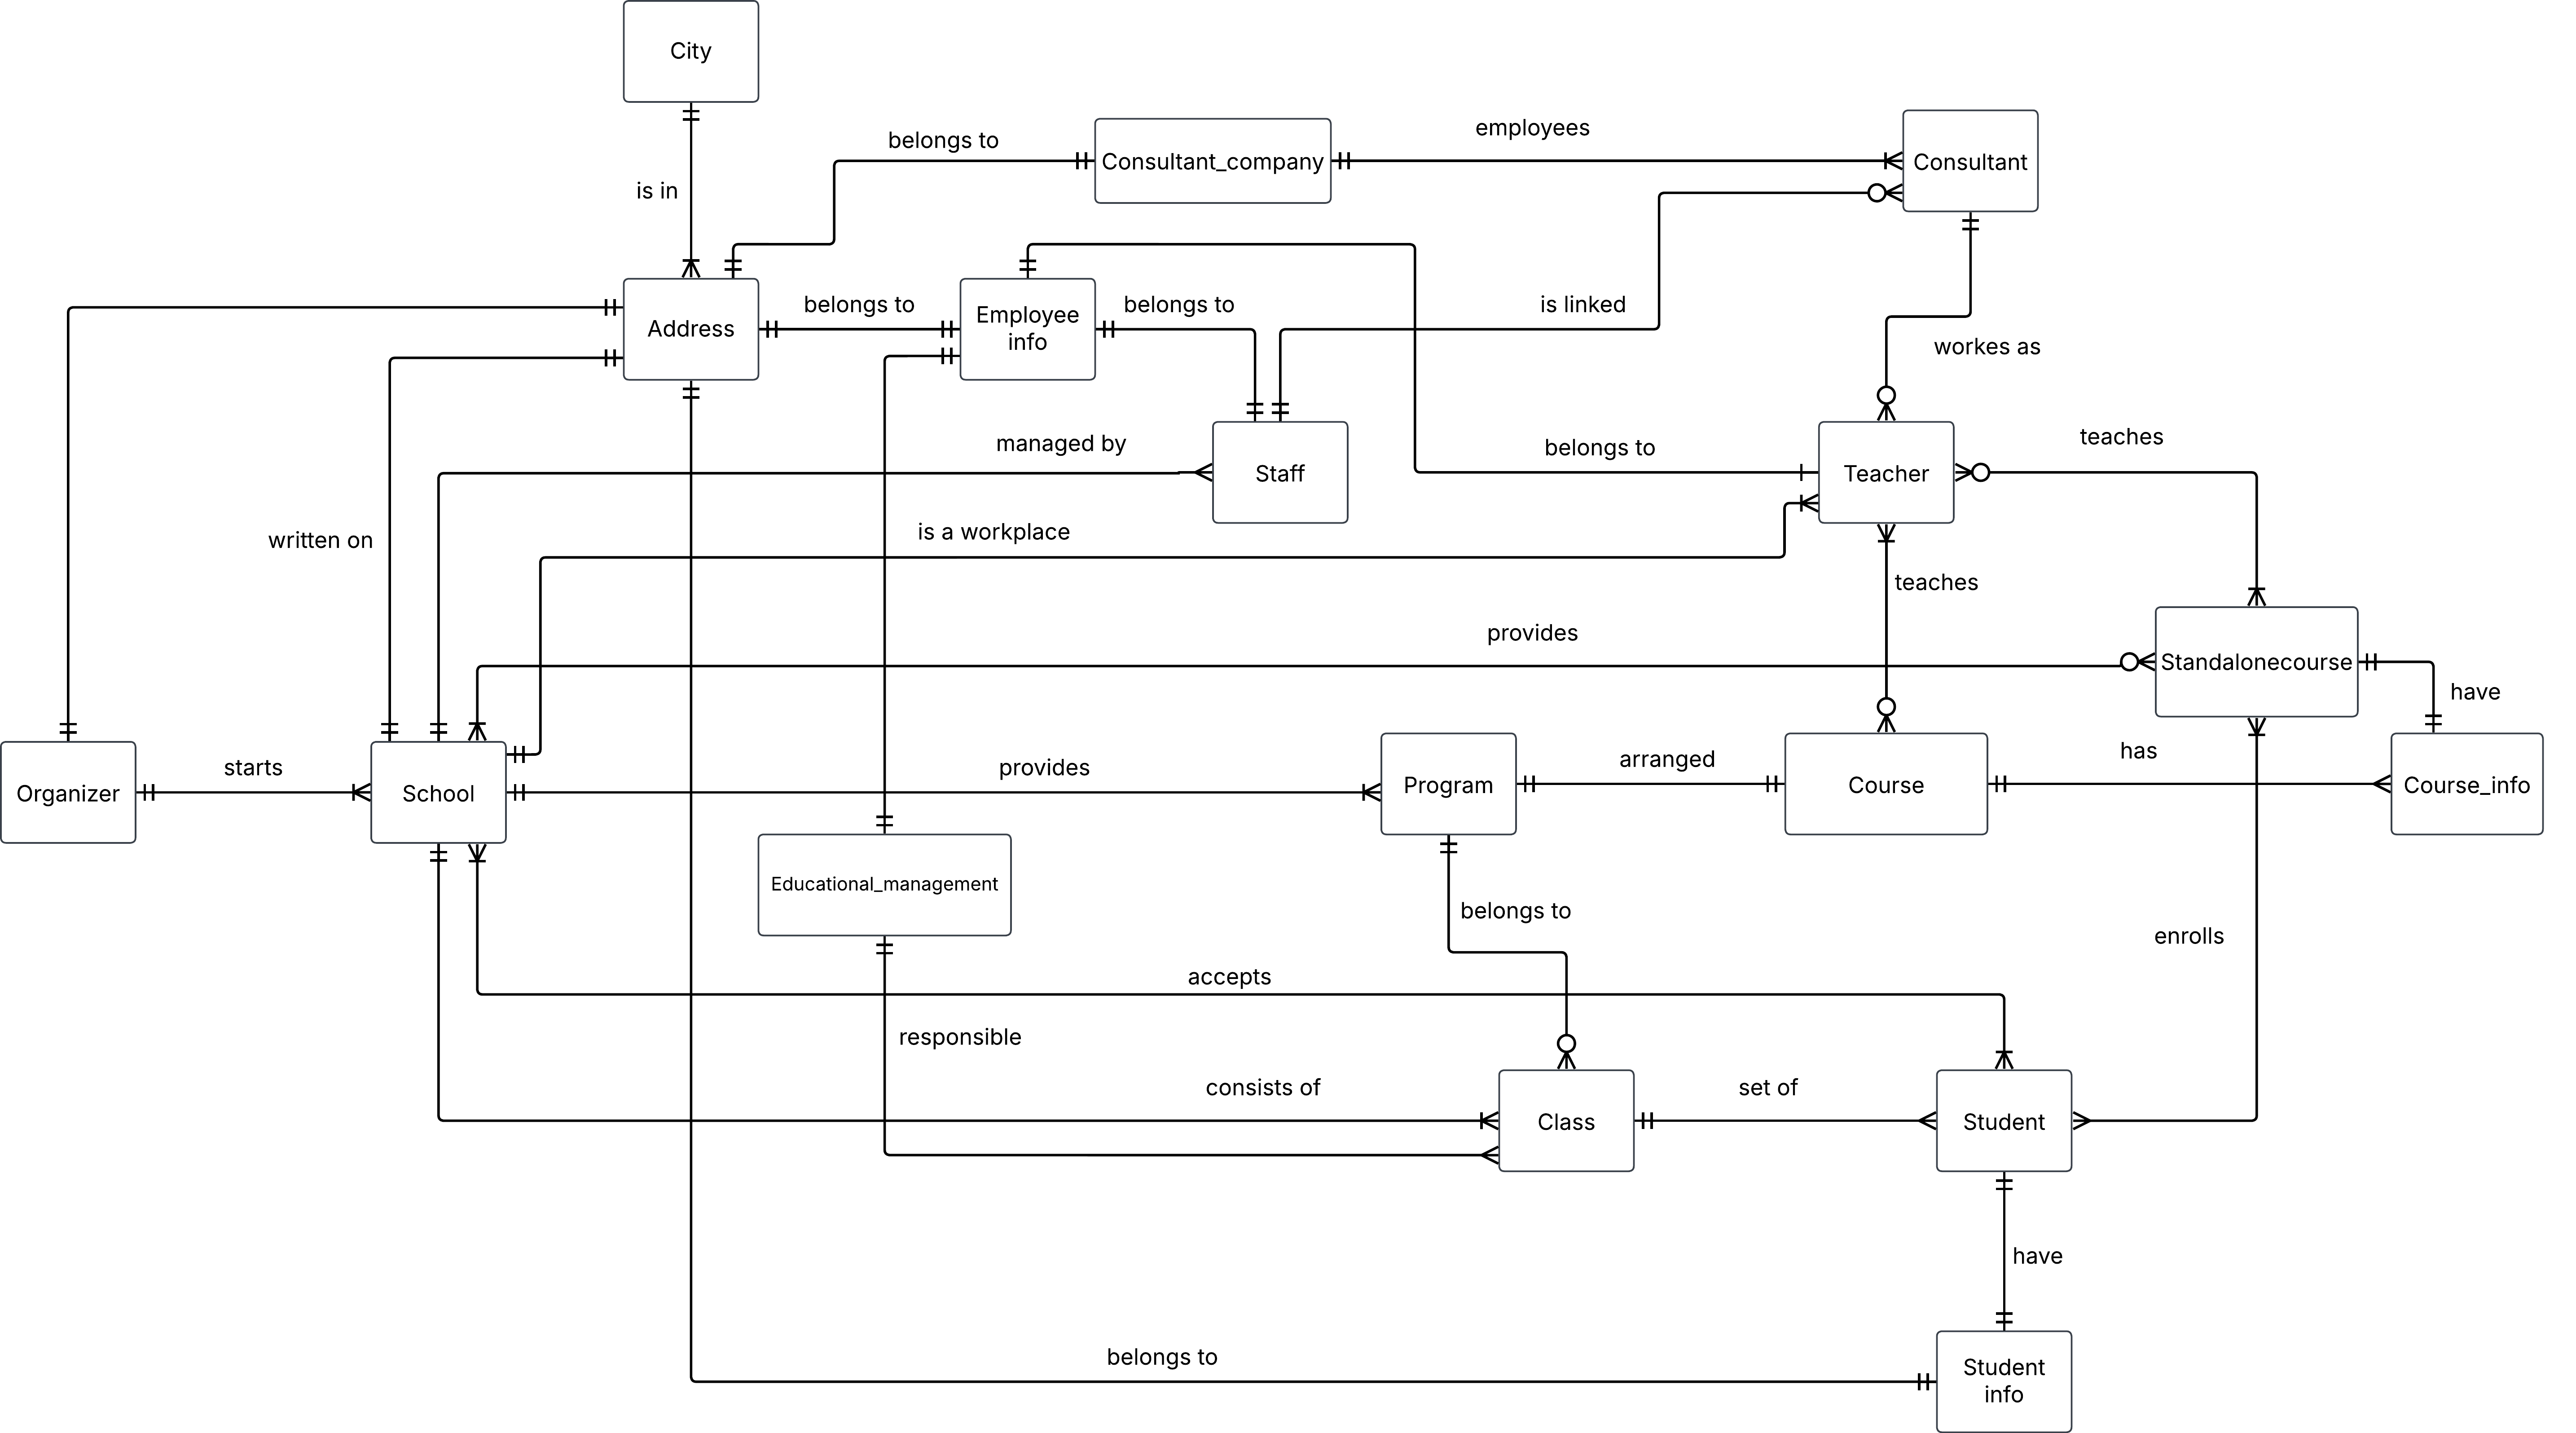 City
employees
belongs to
Consultant_company
Consultant
is in
belongs to
belongs to
is linked
Employee
info
Address
workes as
teaches
managed by
belongs to
Staff
Teacher
is a workplace
written on
teaches
provides
Standalonecourse
have
has
arranged
starts
provides
Organizer
School
Program
Course
Course_info
Educational_management
belongs to
enrolls
accepts
responsible
consists of
set of
Class
Student
have
belongs to
Student
info